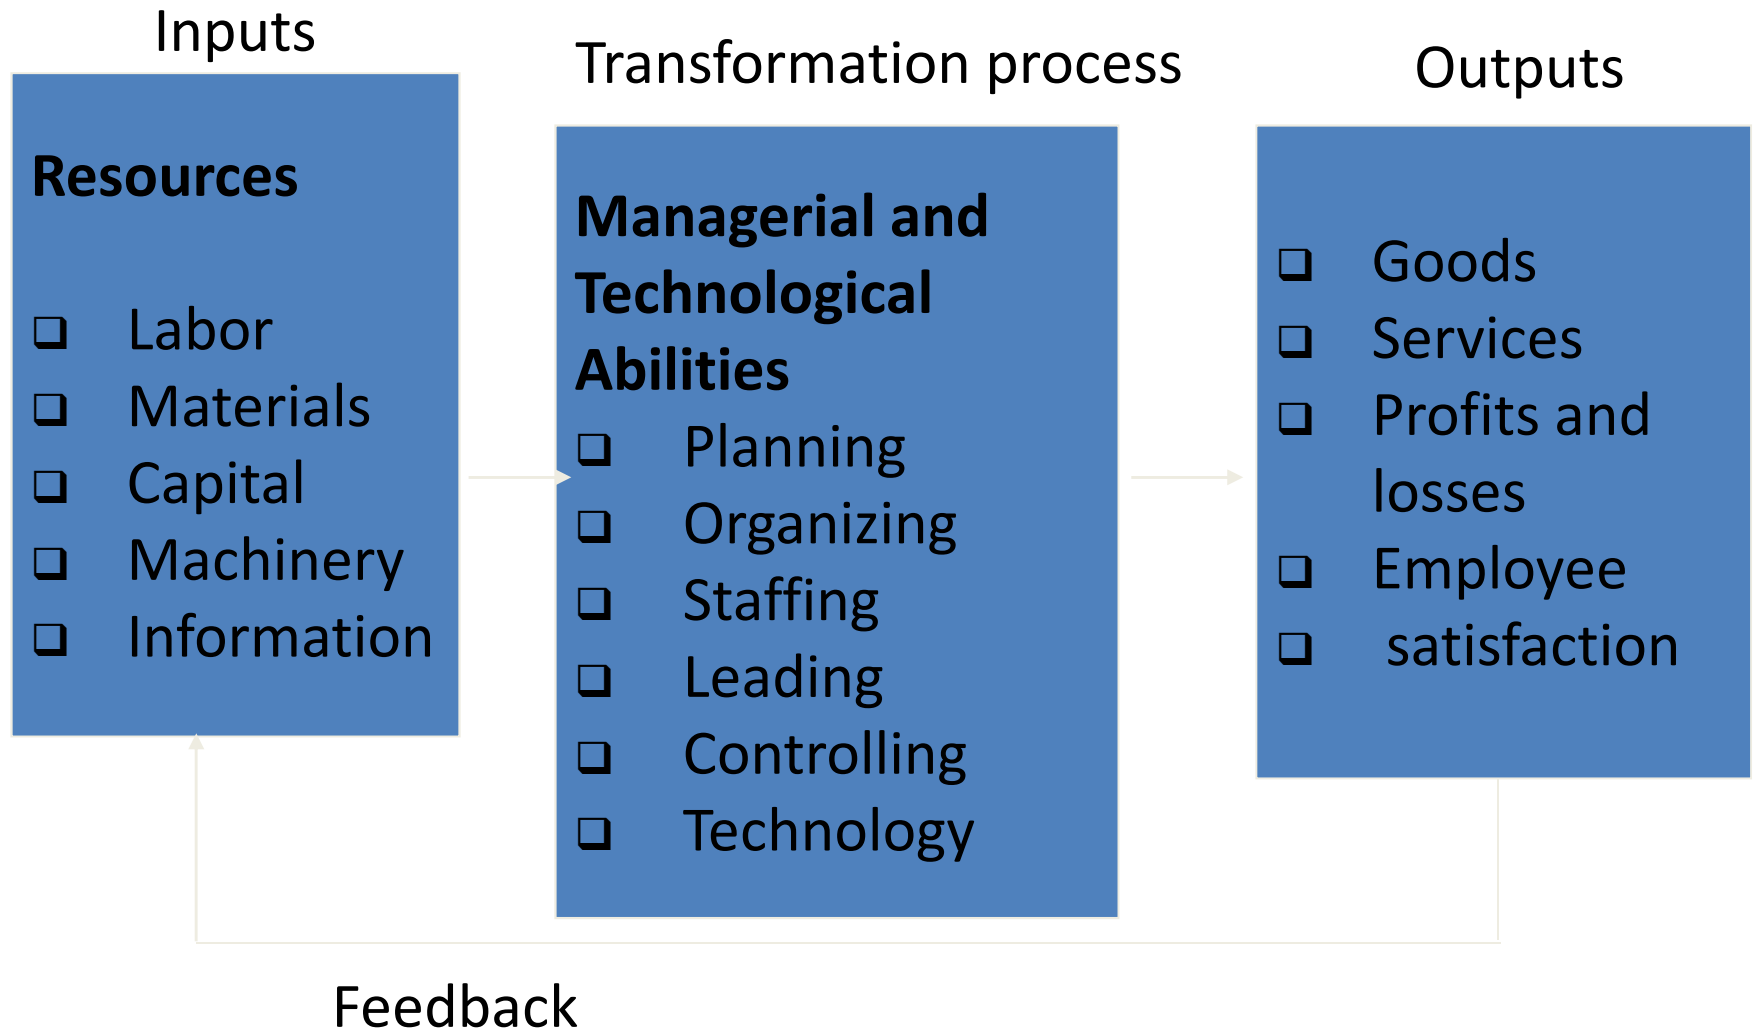 Inputs
Resources
❑ Labor
❑ Materials
❑ Capital
❑ Machinery
❑ Information
Transformation process
Managerial and
Technological
Abilities
❑ Planning
❑ Organizing
❑ Staffing
❑ Leading
❑ Controlling
❑ Technology
Outputs
❑ Goods
❑ Services
❑ Profits and
losses
❑ Employee
❑ satisfaction
Feedback